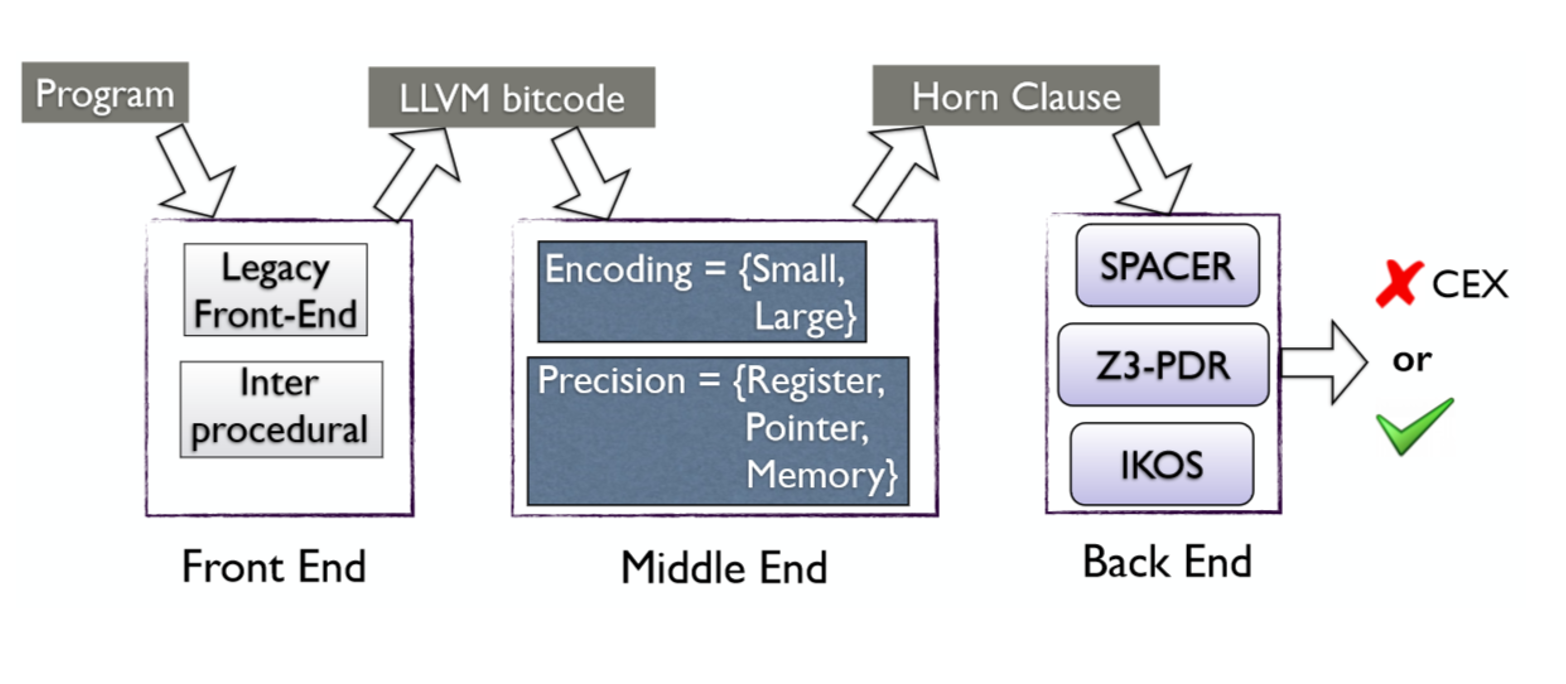 Program
LLVM bitcode
Horn Clause
Legacy
Front-End
Inter
procedural
Encoding = {Small,
Large}
Precision = {Register,
Pointer,
Memory}
SPACER
Z3-PDR
IKOS
CEX
or
Front End
Middle End
Back End